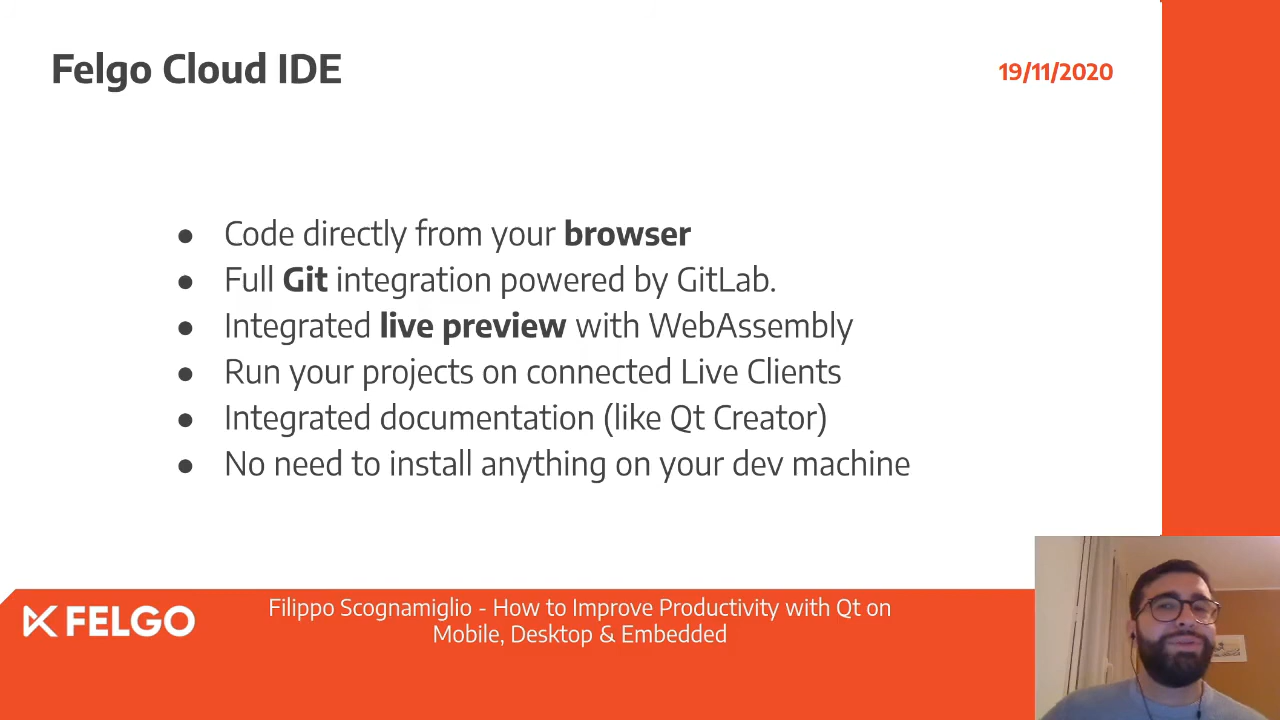 Felgo Cloud IDE
19/11/2020
● Code directly from your browser
● Full Git integration powered by GitLab.
● Integrated live preview with WebAssembly
● Run your projects on connected Live Clients
● Integrated documentation (like Qt Creator)
● No need to install anything on your dev machine
FELGO
Filippo Scognamiglio - How to Improve Productivity with Qt on
Mobile, Desktop & Embedded